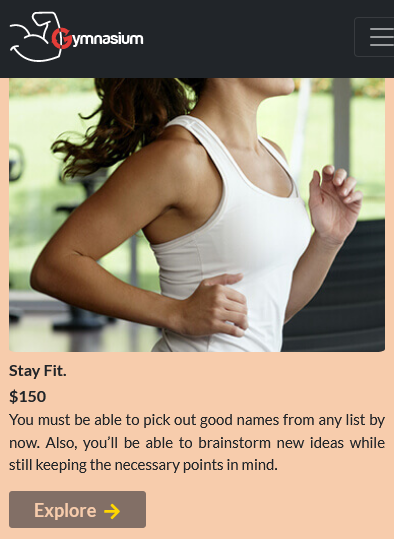 Gymnasium
Stay Fit.
$150
You must be able to pick out good names from any list by
now. Also, you’ll be able to brainstorm new ideas while
still keeping the necessary points in mind.
Explore